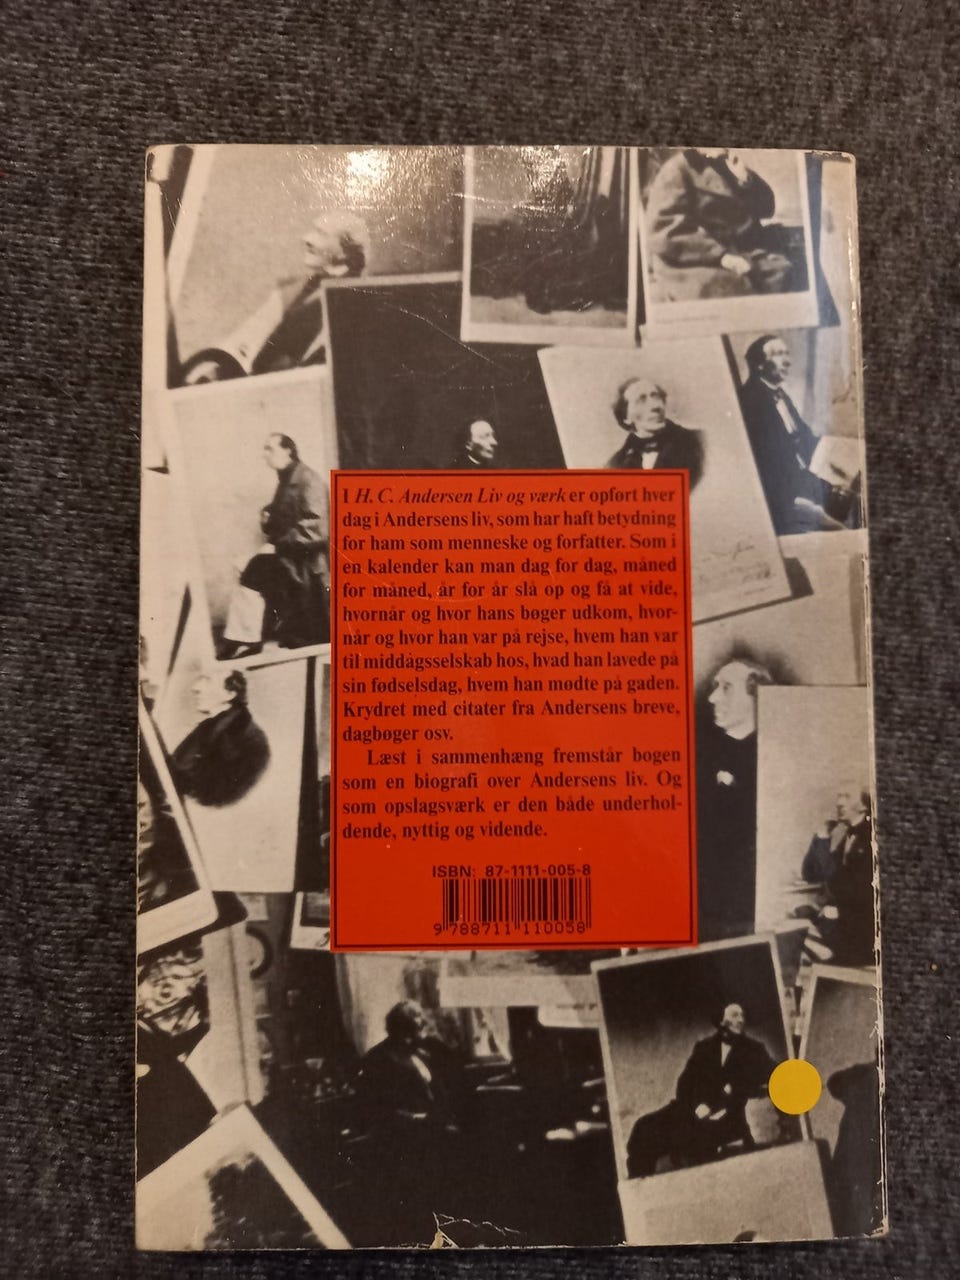 I H. C. Andersen Liv og værk er opført hver
dag i Andersens liv, som har haft betydning
for ham som menneske og forfatter. Som i
en kalender kan man dag for dag, måned
for måned, år for år slå op og få at vide,
hvornår og hvor hans bøger udkom, hvor-
når og hvor han var på rejse, hvem han var
til middagsselskab hos, hvad han lavede på
sin fødselsdag, hvem han mødte på gaden.
Krydret med citater fra Andersens breve,
dagbøger osv.
Læst i sammenhæng fremstår bogen
som en biografi over Andersens liv. Og
som opslagsværk er den både underhol-
dende, nyttig og vidende.
ISBN: 87-1111-005-8
9 788711 110058